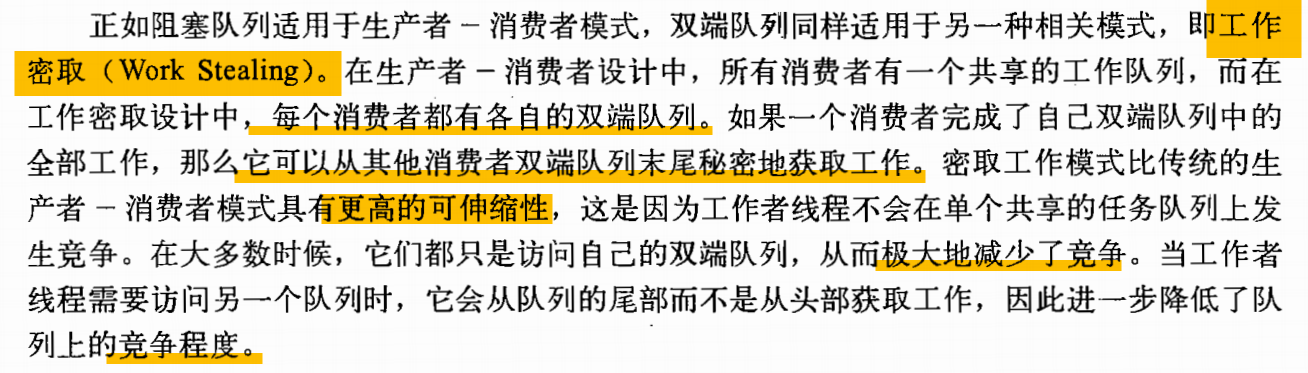 正如阻塞队列适用于生产者－消费者模式，双端队列同样适用于另一种相关模式，即工作
密取（Work Stealing）。在生产者－消费者设计中，所有消费者有一个共享的工作队列，而在
工作密取设计中，每个消费者都有各自的双端队列。如果一个消费者完成了自己双端队列中的
全部工作，那么它可以从其他消费者双端队列末尾秘密地获取工作。密取工作模式比传统的生
产者－消费者模式具有更高的可伸缩性，这是因为工作者线程不会在单个共享的任务队列上发
生竞争。在大多数时候，它们都只是访问自己的双端队列，从而极大地减少了竞争。当工作者
线程需要访问另一个队列时，它会从队列的尾部而不是从头部获取工作，因此进一步降低了队
列上的竞争程度。